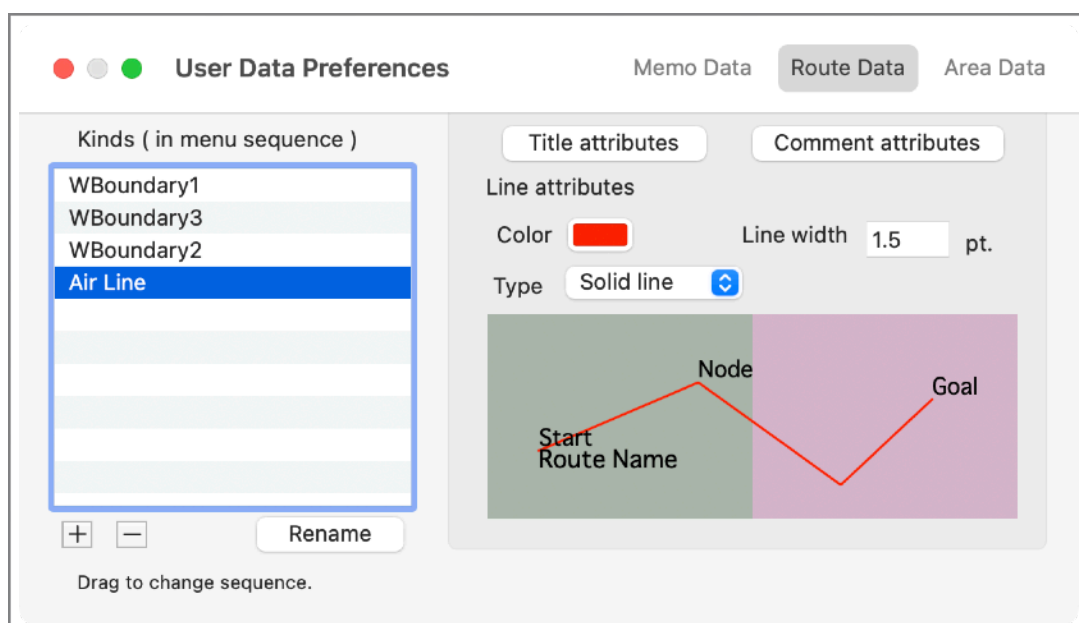 User Data Preferences
Memo Data
Route Data
Area Data
Kinds ( in menu sequence )
WBoundary1
WBoundary3
WBoundary2
Air Line
Rename
Drag to change sequence.
Title attributes
Comment attributes
Line attributes
Color
Line width
1.5
pt.
Type
Solid line
Node
Goal
Start
Route Name